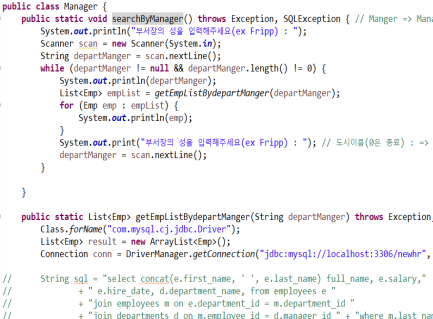 public class Manager {
public static void searchByManager() throws Exception, SQLException { // Manger => Mana
System.out.println("부서장의 성을 입력해주세요(ex Fripp) : ");
Scanner scan = new Scanner(System.in);
String departManger = scan.nextLine();
while (departManger != null && departManger.length() != 0) {
System.out.println(departManger);
List<Emp> empList = getEmpListBydepartManger(departManger);
for (Emp emp : empList) {
System.out.println(emp);
}
System.out.print("부서장의 성을 입력해주세요(ex Fripp) : "); // 도시이름(0은 종료) : =>
departManger = scan.nextLine();
}
}
public static List<Emp> getEmpListBydepartManger(String departManger) throws Exception,
Class.forName("com.mysql.cj.jdbc.Driver");
List<Emp> result = new ArrayList<Emp>();
Connection conn = DriverManager.getConnection("jdbc:mysql://localhost:3306/newhr",
// String sql = "select concat(e.first_name, ' ', e.last_name) full_name, e.salary,"
// + " e.hire_date, d.department_name, from employees e "
// + "join employees m on e.department_id = m.department_id "
// + "join departments d on m.employee_id = d.manager_id " + "where m.last_nam